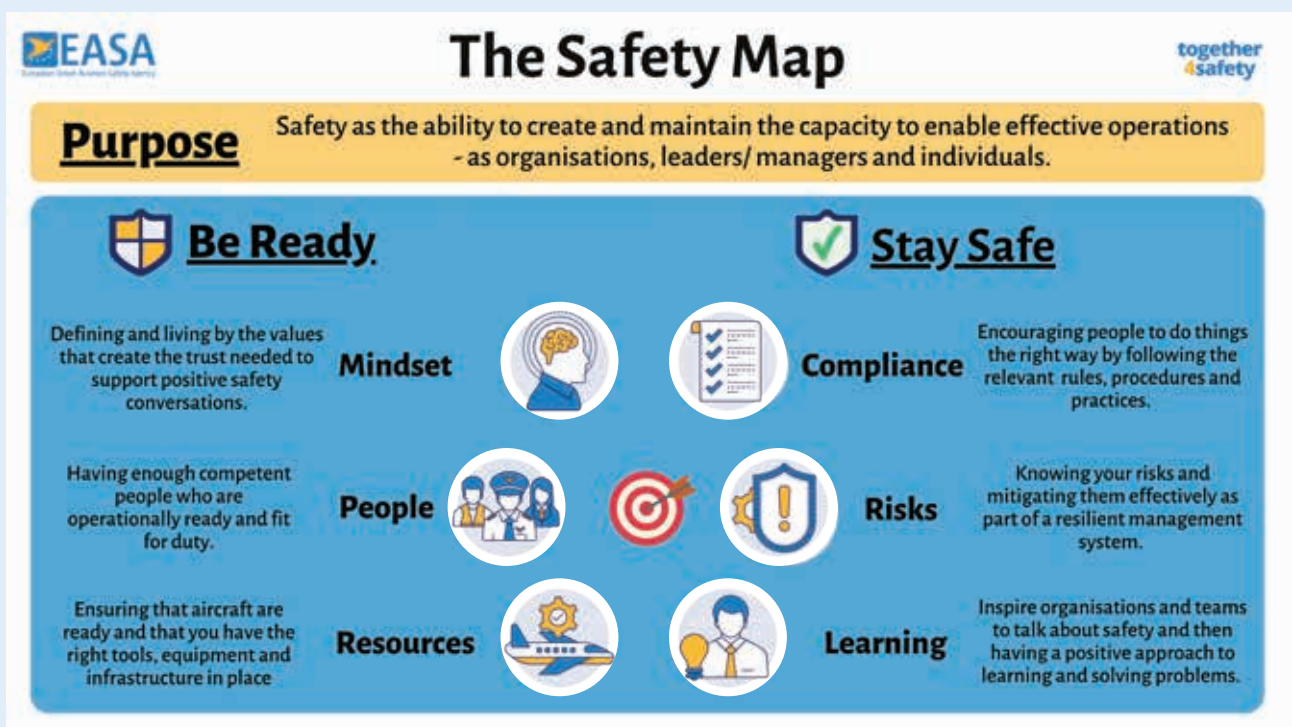 EASA
European Union Aviation Safety Agency
The Safety Map
together
4safety
Purpose
Safety as the ability to create and maintain the capacity to enable effective operations
- as organisations, leaders/ managers and individuals.
Be Ready
Defining and living by the values
that create the trust needed to
support positive safety
conversations.
Mindset
Having enough competent
people who are
operationally ready and fit
for duty.
People
Ensuring that aircraft are
ready and that you have the
right tools, equipment and
infrastructure in place
Resources
Stay Safe
Compliance
Encouraging people to do things
the right way by following the
relevant rules, procedures and
practices.
Risks
Knowing your risks and
mitigating them effectively as
part of a resilient management
system.
Learning
Inspire organisations and teams
to talk about safety and then
having a positive approach to
learning and solving problems.